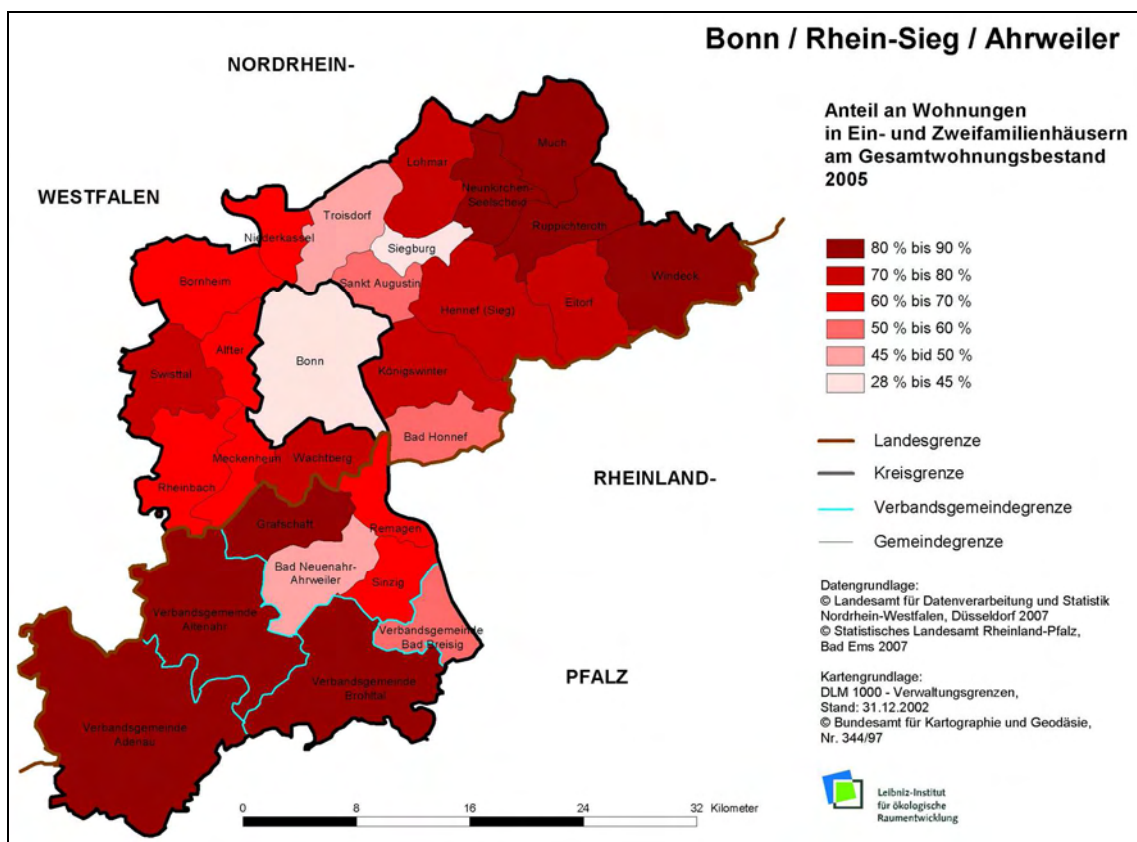 Bonn / Rhein-Sieg / Ahrweiler
NORDRHEIN-
WESTFALEN
RHEINLAND-
PFALZ
Anteil an Wohnungen
in Ein- und Zweifamilienhäusern
am Gesamtwohnungsbestand
2005
80 % bis 90 %
70 % bis 80 %
60 % bis 70 %
50 % bis 60 %
45 % bid 50 %
28 % bis 45 %
Landesgrenze
Kreisgrenze
Verbandsgemeindegrenze
Gemeindegrenze
Datengrundlage:
© Landesamt für Datenverarbeitung und Statistik
Nordrhein-Westfalen, Düsseldorf 2007
© Statistisches Landesamt Rheinland-Pfalz,
Bad Ems 2007
Kartengrundlage:
DLM 1000 - Verwaltungsgrenzen,
Stand: 31.12.2002
© Bundesamt für Kartographie und Geodäsie,
Nr. 344/97
Leibniz-Institut
für ökologische
Raumentwicklung
Much
Lohmar
Neunkirchen-
Seelscheid
Ruppichteroth
Troisdorf
Niederkassel
Siegburg
Windeck
Bornheim
Sankt Augustin
Eitorf
Hennef (Sieg)
Alfter
Bonn
Swisttal
Königswinter
Bad Honnef
Meckenheim
Wachtberg
Rheinbach
Grafschaft
Remagen
Bad Neuenahr-
Ahrweiler
Sinzig
Verbandsgemeinde
Altenahr
Verbandsgemeinde
Bad Breisig
Verbandsgemeinde
Brohltal
Verbandsgemeinde
Adenau
0 8 16 24 32 Kilometer